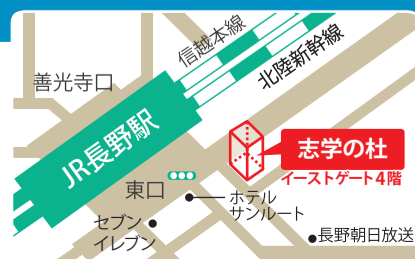 信越本線
北陸新幹線
善光寺口
JR長野駅
志学の杜
イーストゲート4階
東口
ホテル
サンルート
セブン
イレブン
長野朝日放送